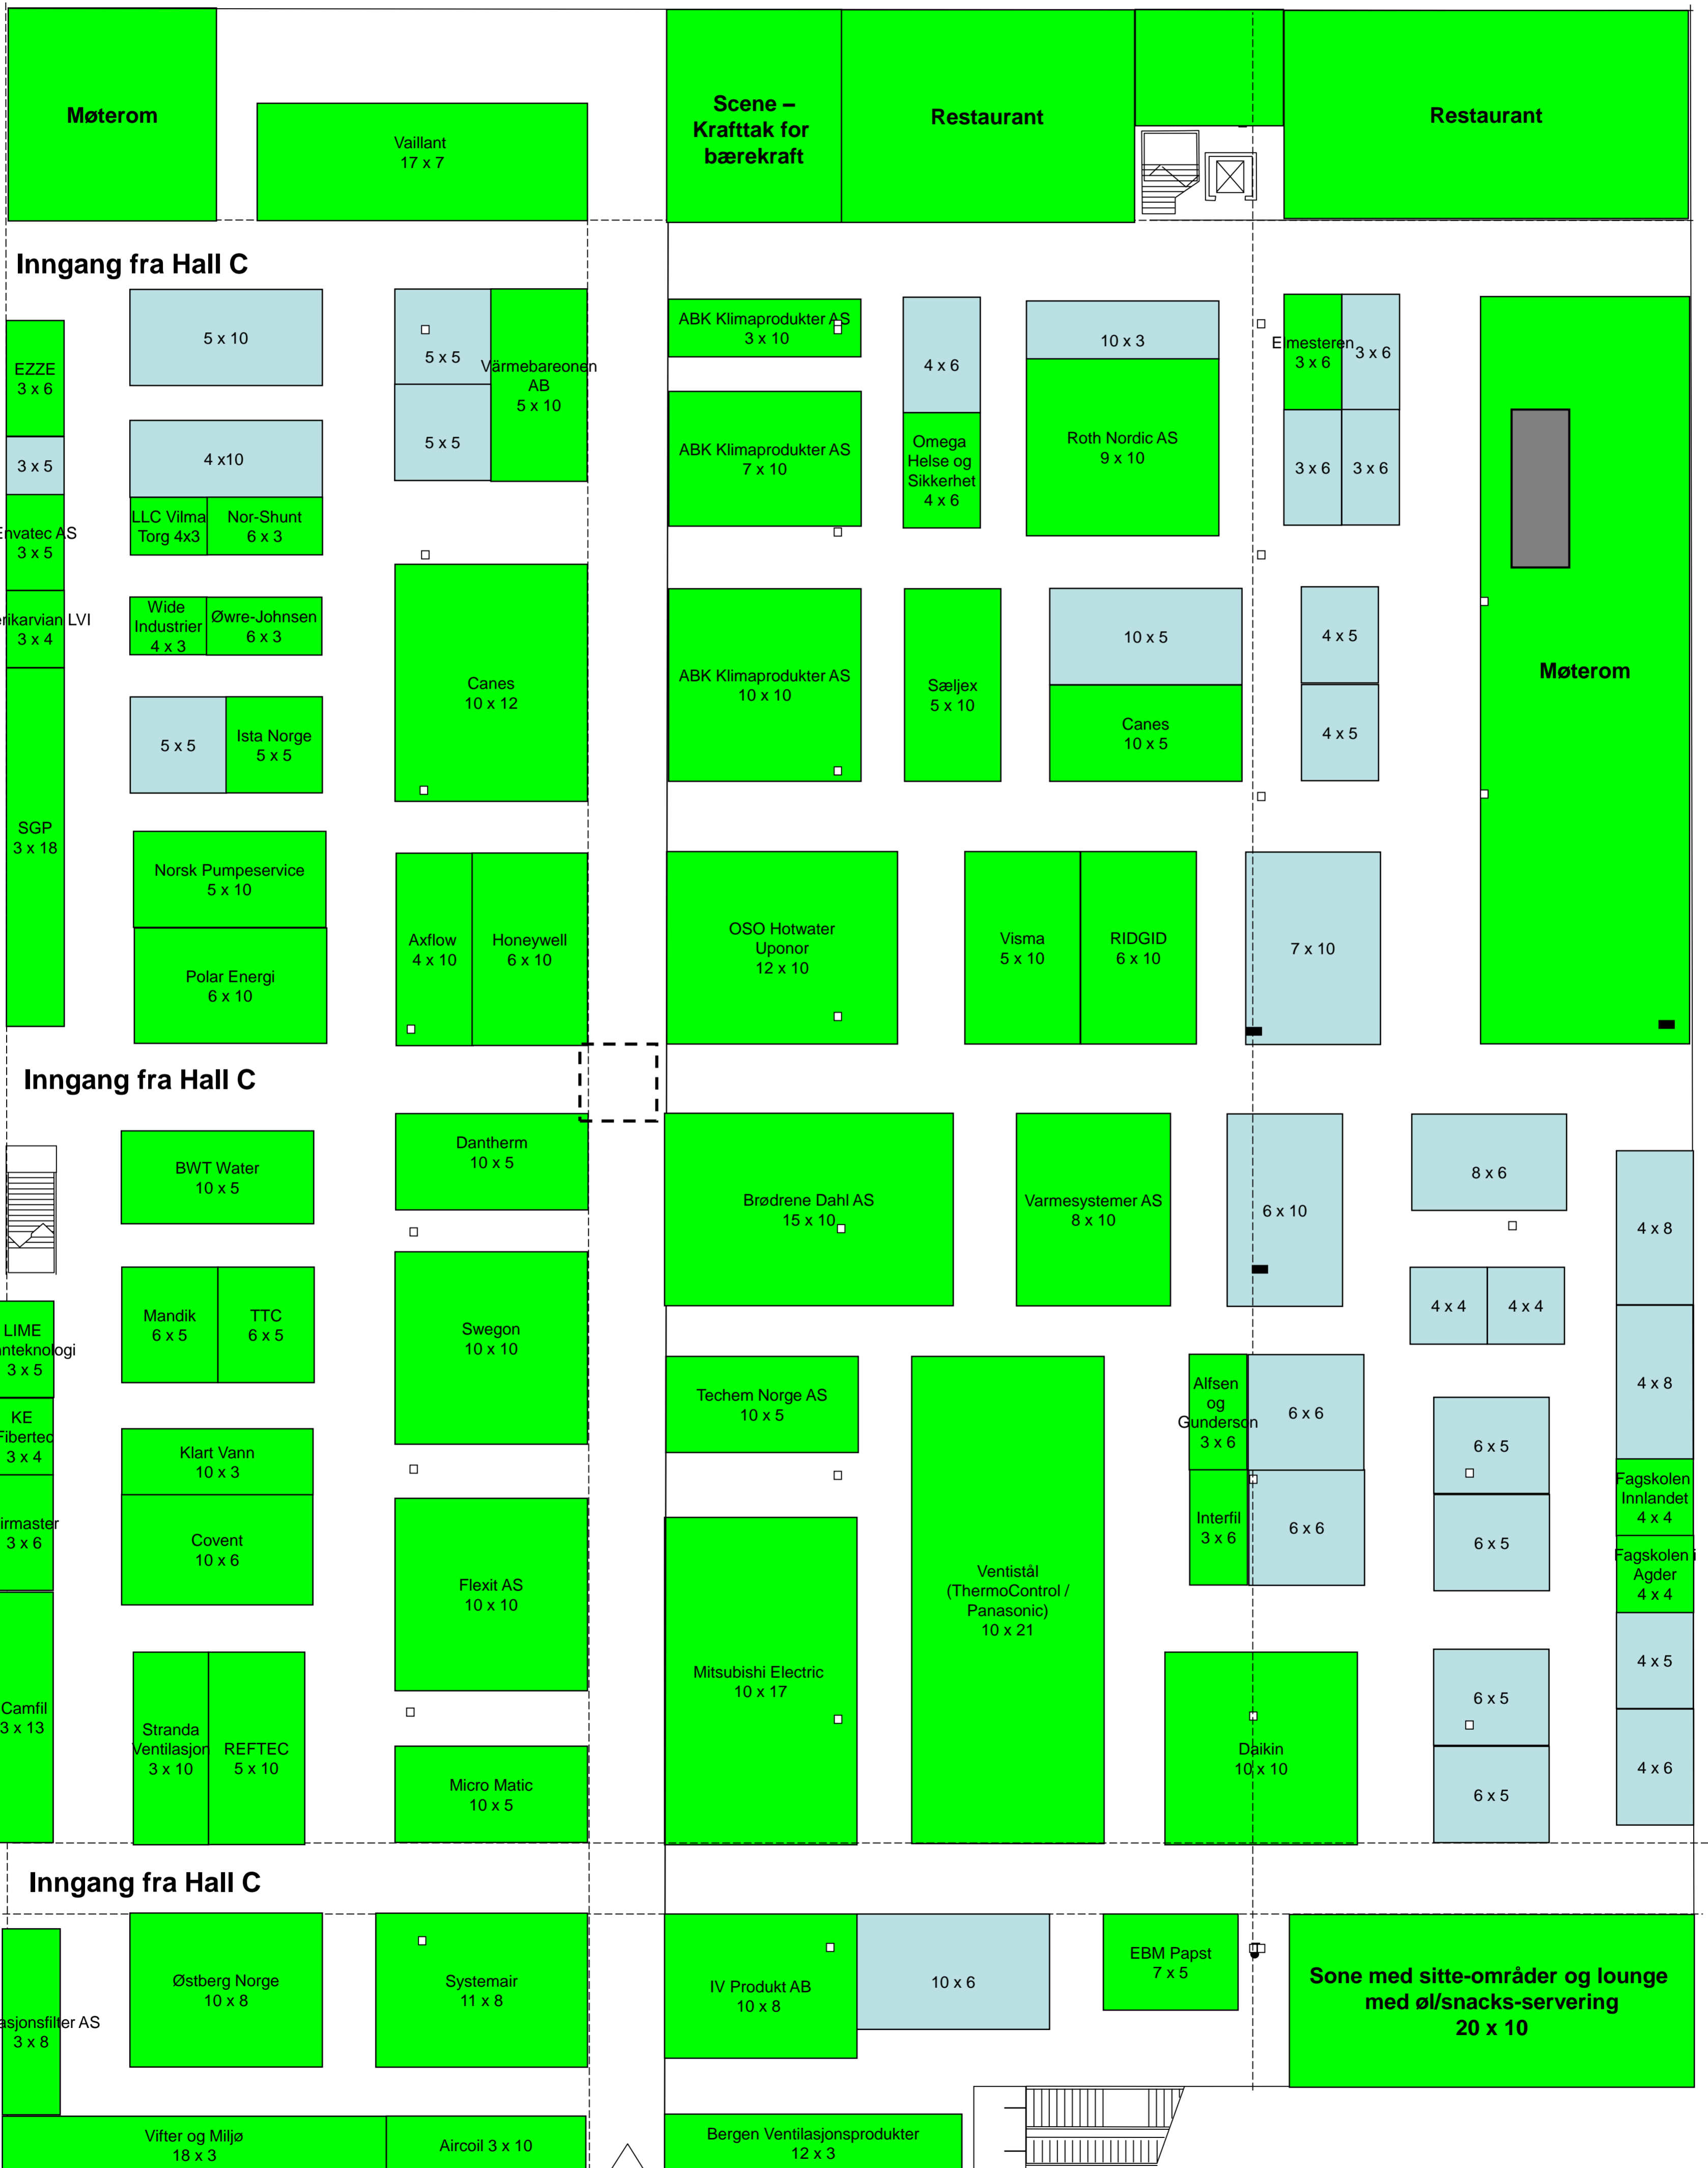 Møterom
Vaillant
17 x 7
Scene –
Krafttak for
bærekraft
Restaurant
Restaurant
Inngang fra Hall C
EZZE
3 x 6
3 x 5
Envatec AS
3 x 5
LVI
3 x 4
SGP
3 x 18
5 x 10
4 x10
LLC Vilma
Torg 4x3
Nor-Shunt
6 x 3
Wide
Industrier
4 x 3
Øwre-Johnsen
6 x 3
5 x 5
Ista Norge
5 x 5
Norsk Pumpeservice
5 x 10
Polar Energi
6 x 10
5 x 5
5 x 5
Värmebareonen
AB
5 x 10
Canes
10 x 12
Axflow
4 x 10
Honeywell
6 x 10
ABK Klimaprodukter AS
3 x 10
ABK Klimaprodukter AS
7 x 10
ABK Klimaprodukter AS
10 x 10
OSO Hotwater
Uponor
12 x 10
4 x 6
Omega
Helse og
Sikkerhet
4 x 6
Sæljex
5 x 10
10 x 3
Roth Nordic AS
9 x 10
10 x 5
Canes
10 x 5
Visma
5 x 10
RIDGID
6 x 10
Elmesteren
3 x 6
3 x 6
3 x 6
3 x 6
4 x 5
4 x 5
7 x 10
Møterom
Inngang fra Hall C
LIME
3 x 5
KE
Fibertec
3 x 4
3 x 6
Camfil
3 x 13
BWT Water
10 x 5
Mandik
6 x 5
TTC
6 x 5
Klart Vann
10 x 3
Covent
10 x 6
Stranda
Ventilasjon
3 x 10
REFTEC
5 x 10
Dantherm
10 x 5
Swegon
10 x 10
Flexit AS
10 x 10
Micro Matic
10 x 5
Brødrene Dahl AS
15 x 10
Varmesystemer AS
8 x 10
Techem Norge AS
10 x 5
Mitsubishi Electric
10 x 17
Ventistål
(ThermoControl /
Panasonic)
10 x 21
6 x 10
Alfsen
og
Gunderson
3 x 6
6 x 6
Interfil
3 x 6
6 x 6
Daikin
10 x 10
8 x 6
4 x 4
4 x 4
6 x 5
6 x 5
6 x 5
6 x 5
4 x 8
4 x 8
Fagskolen
Innlandet
4 x 4
Fagskolen i
Agder
4 x 4
4 x 5
4 x 6
Inngang fra Hall C
AS
3 x 8
Østberg Norge
10 x 8
Systemair
11 x 8
IV Produkt AB
10 x 8
10 x 6
EBM Papst
7 x 5
Sone med sitte-områder og lounge
med øl/snacks-servering
20 x 10
Vifter og Miljø
18 x 3
Aircoil 3 x 10
Bergen Ventilasjonsprodukter
12 x 3